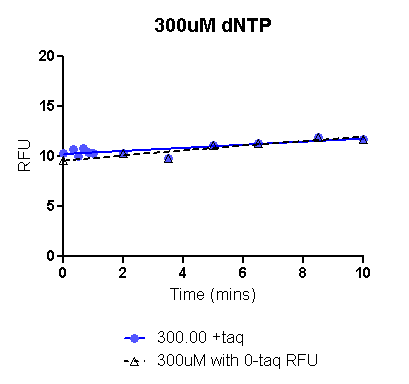 300uM dNTP
20
15
10
5
0
RFU
0 2 4 6 8 10
Time (mins)
300.00 +taq
300uM with 0-taq RFU